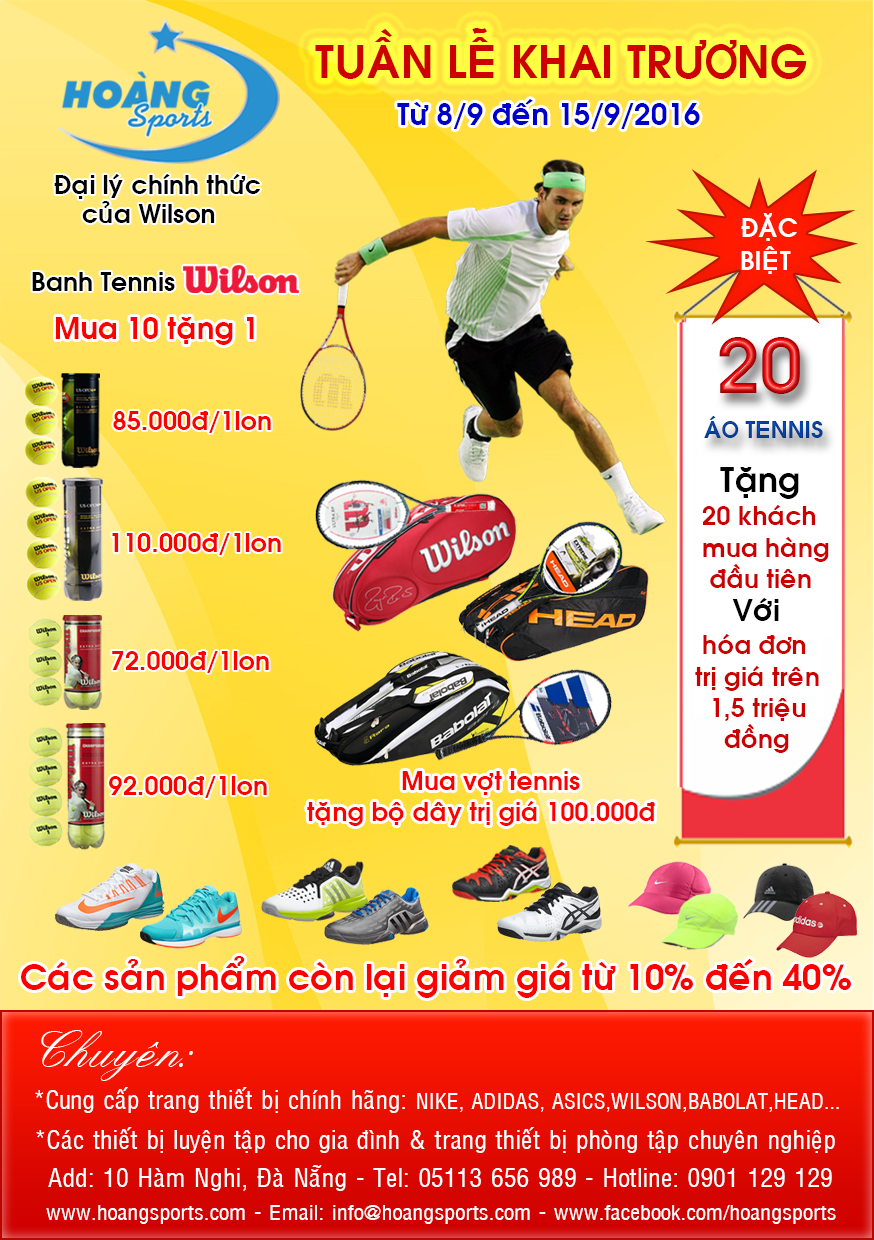 HOÀNG
Sports
TUẦN LỄ KHAI TRƯƠNG
Từ 8/9 đến 15/9/2016
Đại lý chính thức
của Wilson
Banh Tennis Wilson
Mua 10 tặng 1
85.000đ/1lon
110.000đ/1lon
72.000đ/1lon
92.000đ/1lon
ĐẶC
BIỆT
20
ÁO TENNIS
Tặng
20 khách
mua hàng
đầu tiên
Với
hóa đơn
trị giá trên
1,5 triệu
đồng
Wilson
HEAD
HEAD
Babolat
Babolat
Mua vợt tennis
tặng bộ dây trị giá 100.000đ
adidas
adidas
Các sản phẩm còn lại giảm giá từ 10% đến 40%
Chuyên:
*Cung cấp trang thiết bị chính hãng: NIKE, ADIDAS, ASICS,WILSON,BABOLAT,HEAD...
*Các thiết bị luyện tập cho gia đình & trang thiết bị phòng tập chuyên nghiệp
Add: 10 Hàm Nghi, Đà Nẵng - Tel: 05113 656 989 - Hotline: 0901 129 129
www.hoangsports.com - Email: info@hoangsports.com - www.facebook.com/hoangsports